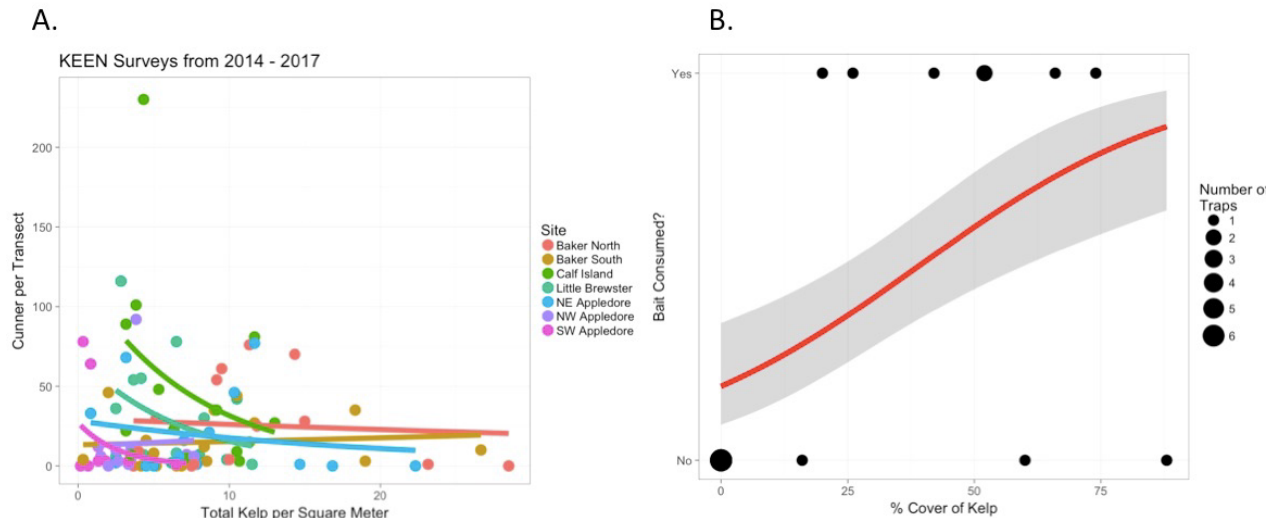 A.
KEEN Surveys from 2014 - 2017
Cunner per Transect
200
150
100
50
0
0 10 20
Total Kelp per Square Meter
Site
Baker North
Baker South
Calf Island
Little Brewster
NE Appledore
NW Appledore
SW Appledore
B.
Bait Consumed?
Yes
No
0 25 50 75
% Cover of Kelp
Number of
Traps
1
2
3
4
5
6